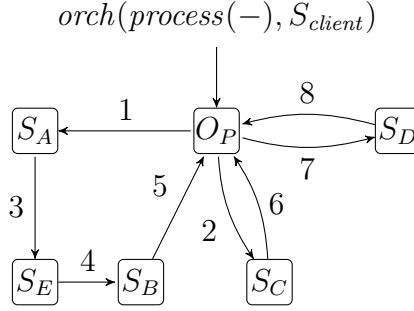 orch(process(−), S_client)
1
8
S_A
O_P
S_D
7
3
5
2
6
4
S_E
S_B
S_C